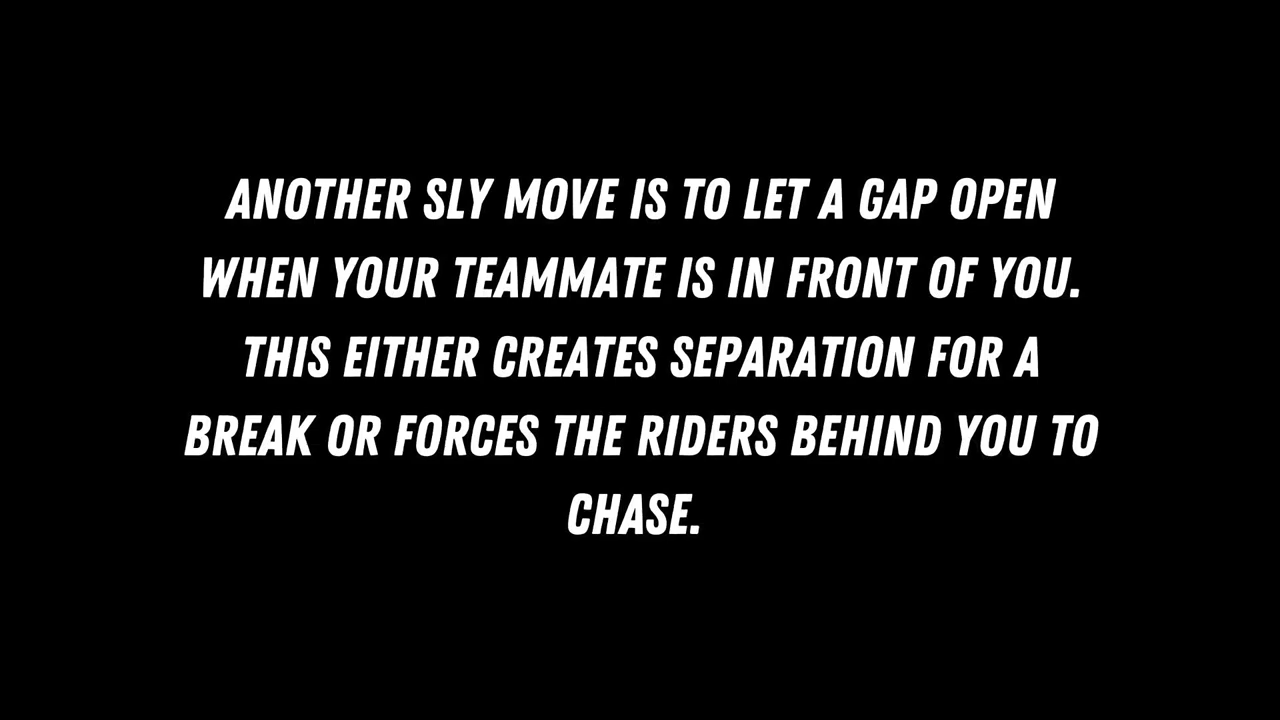 ANOTHER SLY MOVE IS TO LET A GAP OPEN
WHEN YOUR TEAMMATE IS IN FRONT OF YOU.
THIS EITHER CREATES SEPARATION FOR A
BREAK OR FORCES THE RIDERS BEHIND YOU TO
CHASE.